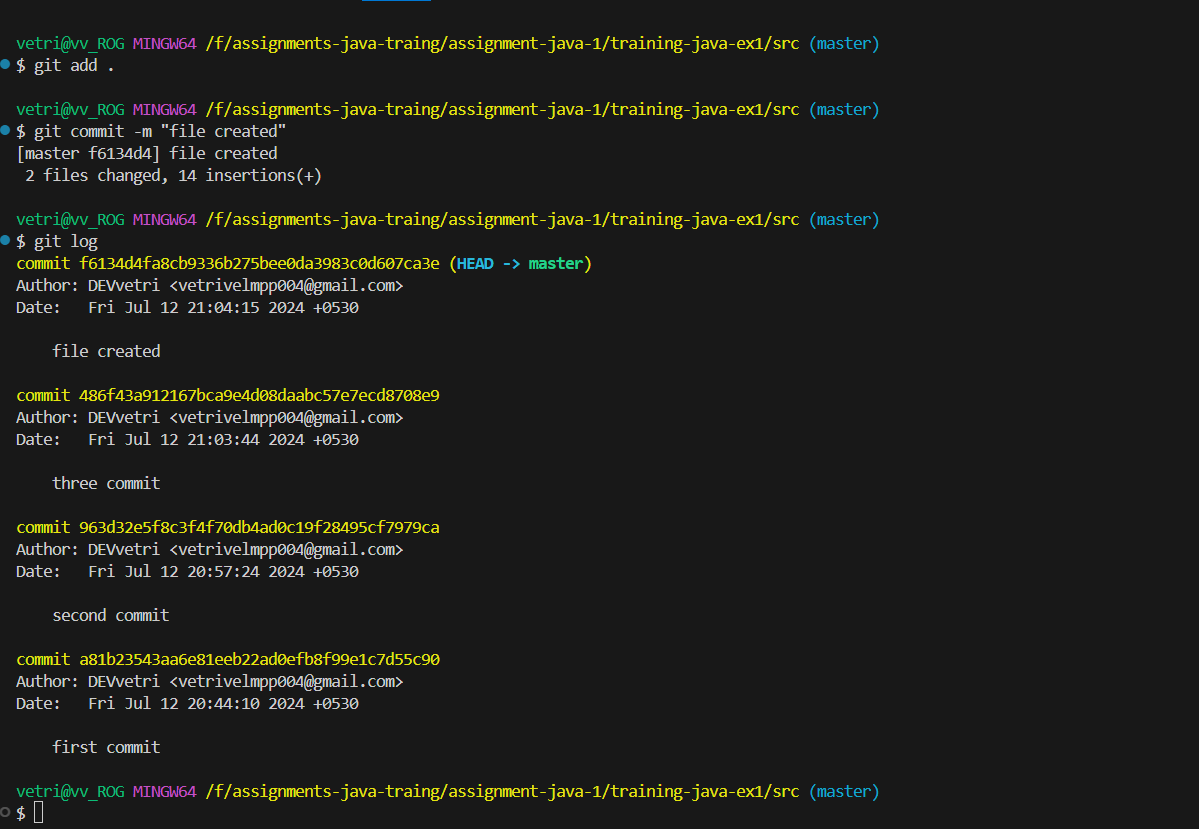 vetri@vv_ROG MINGW64 /f/assignments-java-traing/assignment-java-1/training-java-ex1/src (master)
$ git add .
vetri@vv_ROG MINGW64 /f/assignments-java-traing/assignment-java-1/training-java-ex1/src (master)
$ git commit -m "file created"
[master f6134d4] file created
2 files changed, 14 insertions(+)
vetri@vv_ROG MINGW64 /f/assignments-java-traing/assignment-java-1/training-java-ex1/src (master)
$ git log
commit f6134d4fa8cb9336b275bee0da3983c0d607ca3e (HEAD -> master)
Author: DEVvetri <vetrivelmpp004@gmail.com>
Date:   Fri Jul 12 21:04:15 2024 +0530
file created
commit 486f43a912167bca9e4d08daabc57e7ecd8708e9
Author: DEVvetri <vetrivelmpp004@gmail.com>
Date:   Fri Jul 12 21:03:44 2024 +0530
three commit
commit 963d32e5f8c3f4f70db4ad0c19f28495cf7979ca
Author: DEVvetri <vetrivelmpp004@gmail.com>
Date:   Fri Jul 12 20:57:24 2024 +0530
second commit
commit a81b23543aa6e81eeb22ad0efb8f99e1c7d55c90
Author: DEVvetri <vetrivelmpp004@gmail.com>
Date:   Fri Jul 12 20:44:10 2024 +0530
first commit
vetri@vv_ROG MINGW64 /f/assignments-java-traing/assignment-java-1/training-java-ex1/src (master)
$